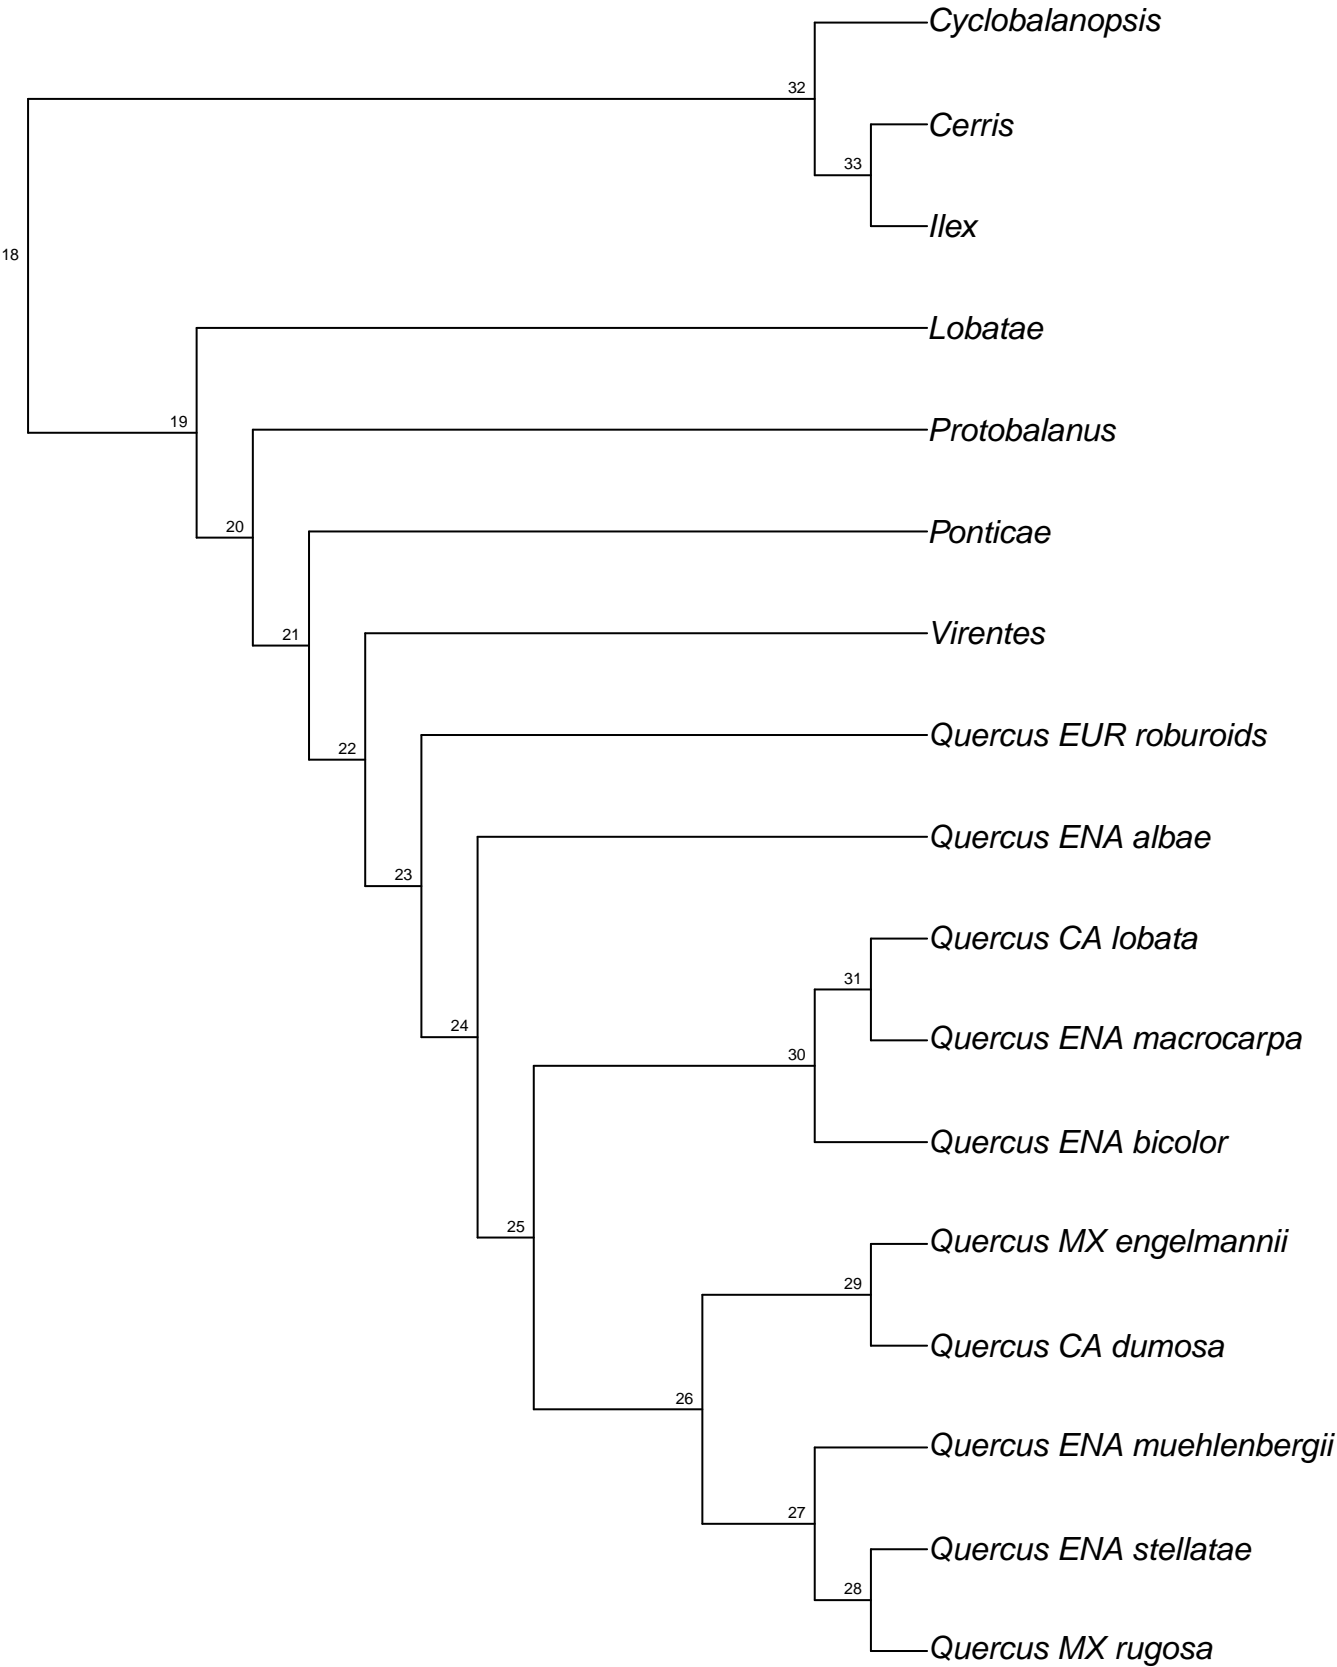 Cyclobalanopsis
32
Cerris
33
Ilex
18
Lobatae
19
Protobalanus
20
Ponticae
21
Virentes
22
Quercus EUR roburoids
23
Quercus ENA albae
24
Quercus CA lobata
31
Quercus ENA macrocarpa
30
Quercus ENA bicolor
25
Quercus MX engelmannii
29
Quercus CA dumosa
26
Quercus ENA muehlenbergii
27
Quercus ENA stellatae
28
Quercus MX rugosa